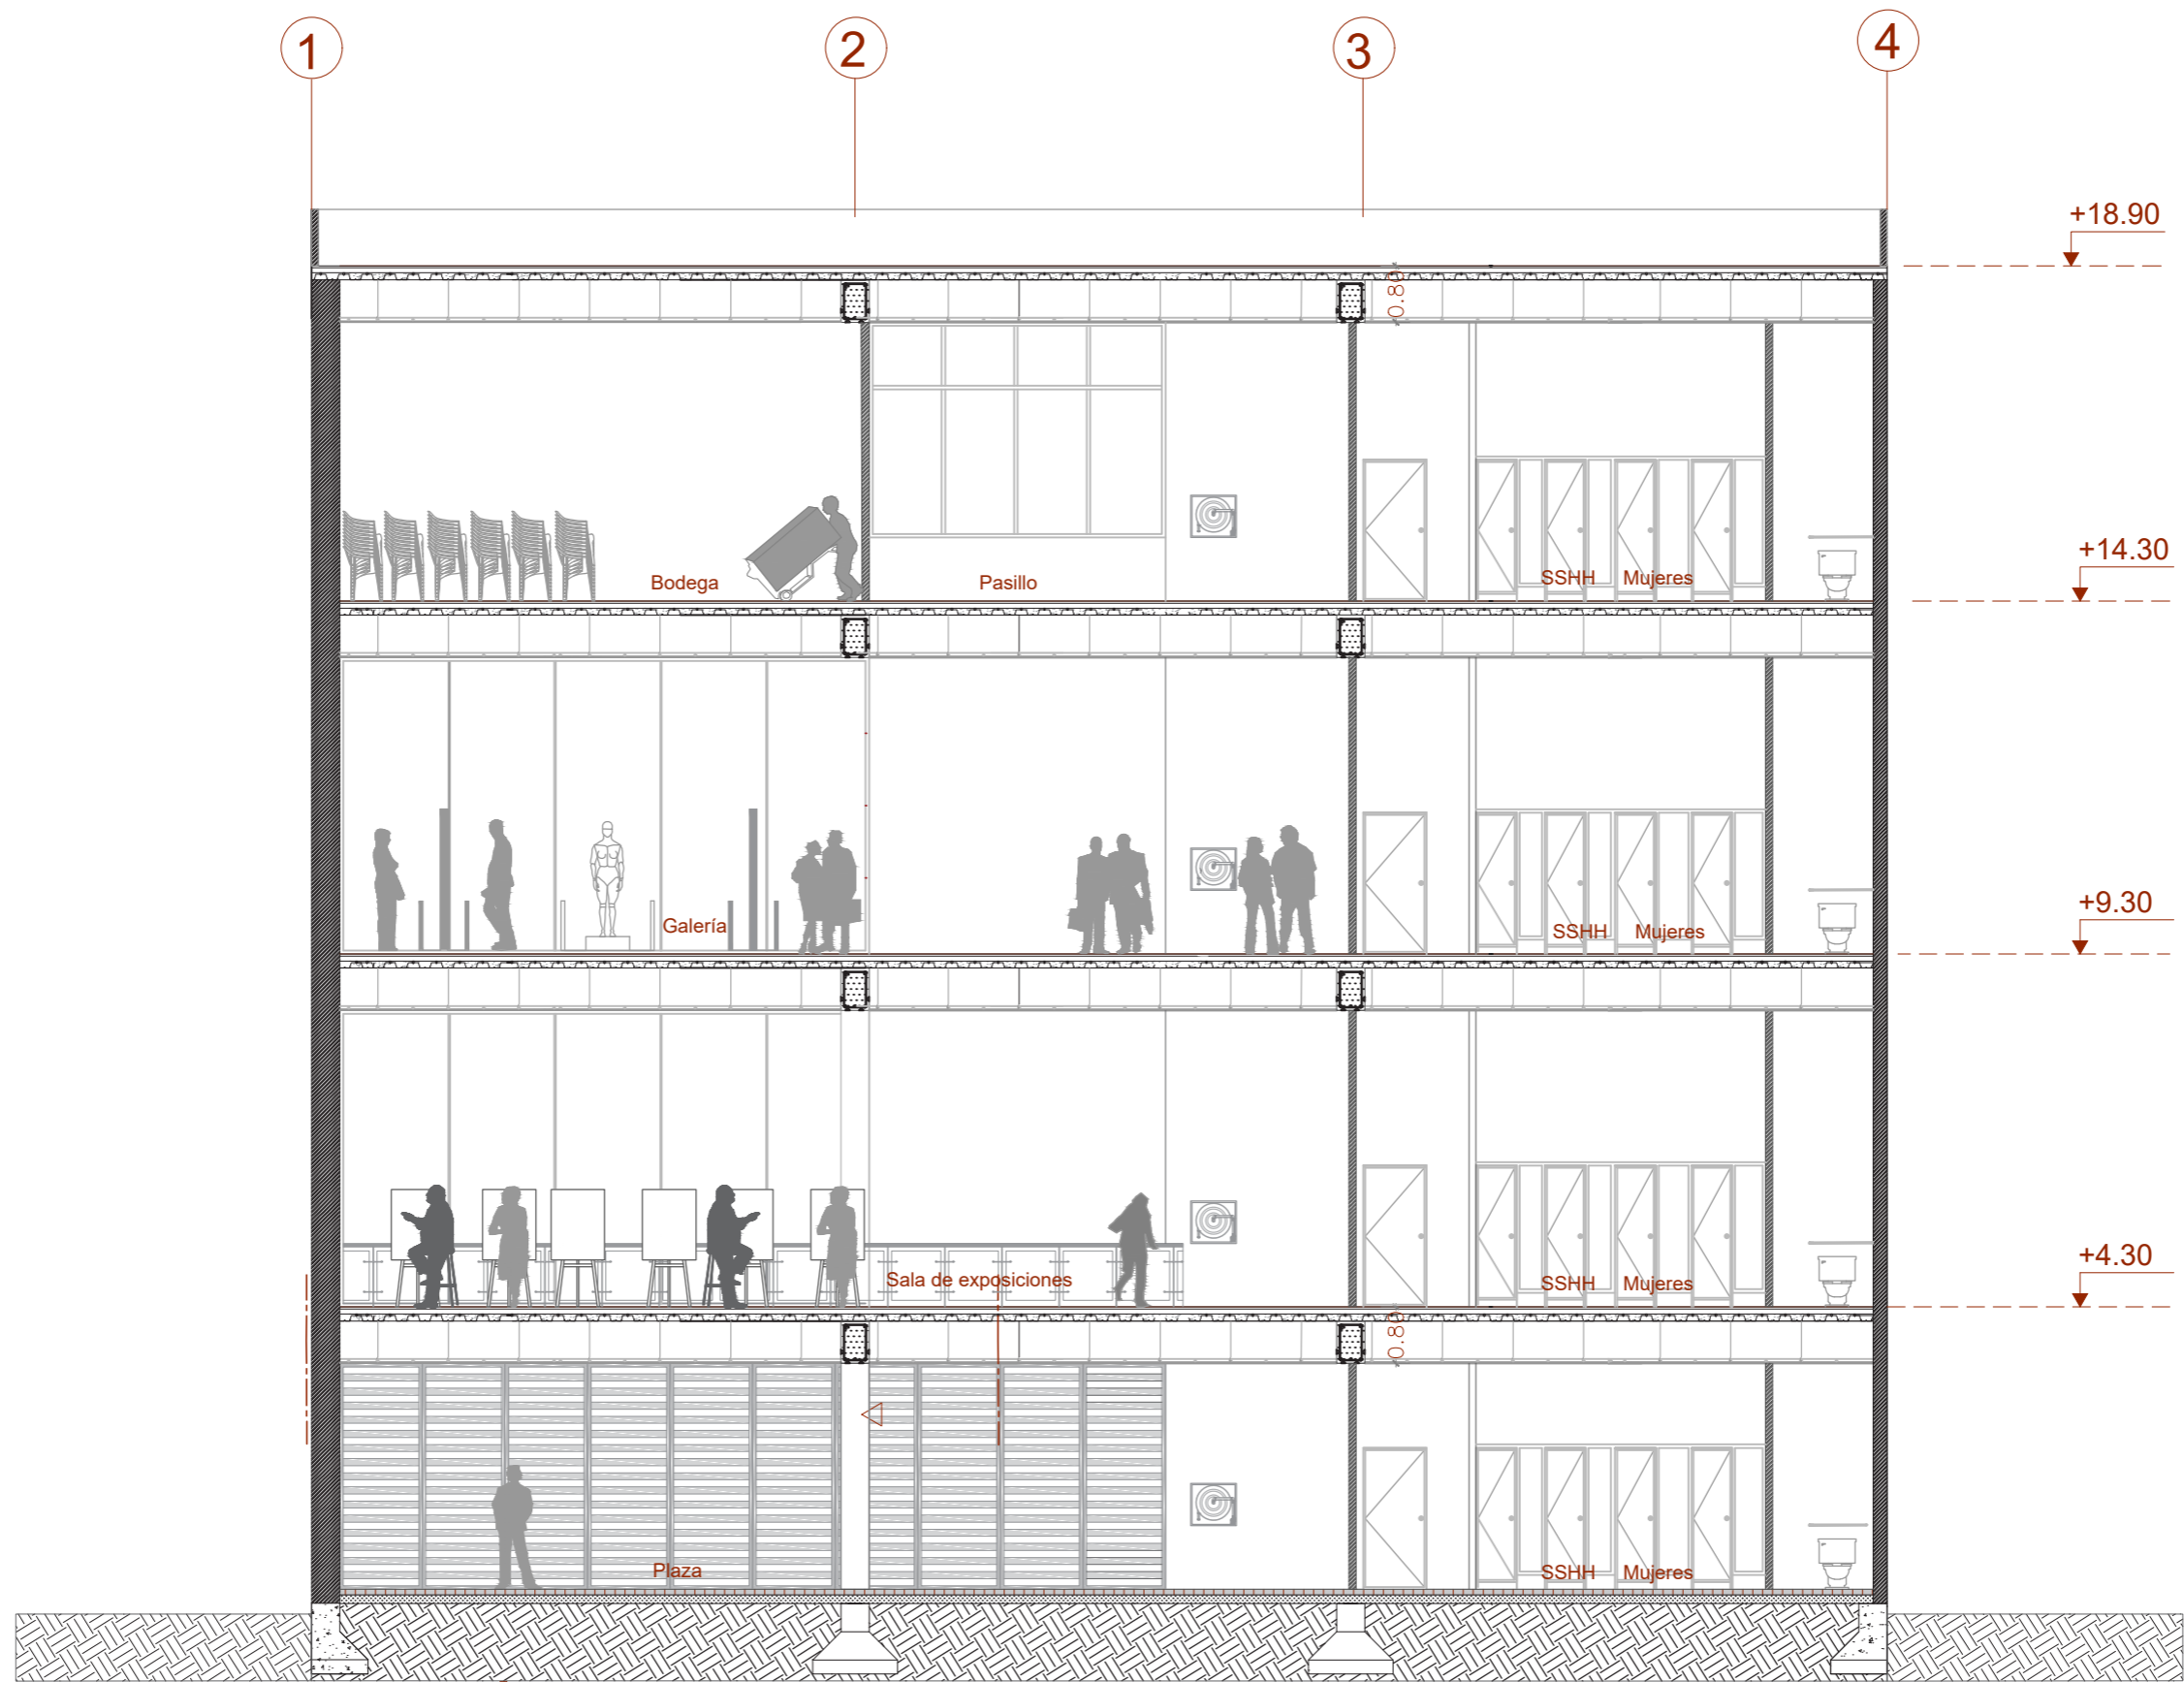 1 2 3 4
+18.90
0.80
+14.30
Bodega Pasillo SSHH Mujeres
+9.30
Galería SSHH Mujeres
+4.30
Sala de exposiciones SSHH Mujeres
0.80
Plaza SSHH Mujeres